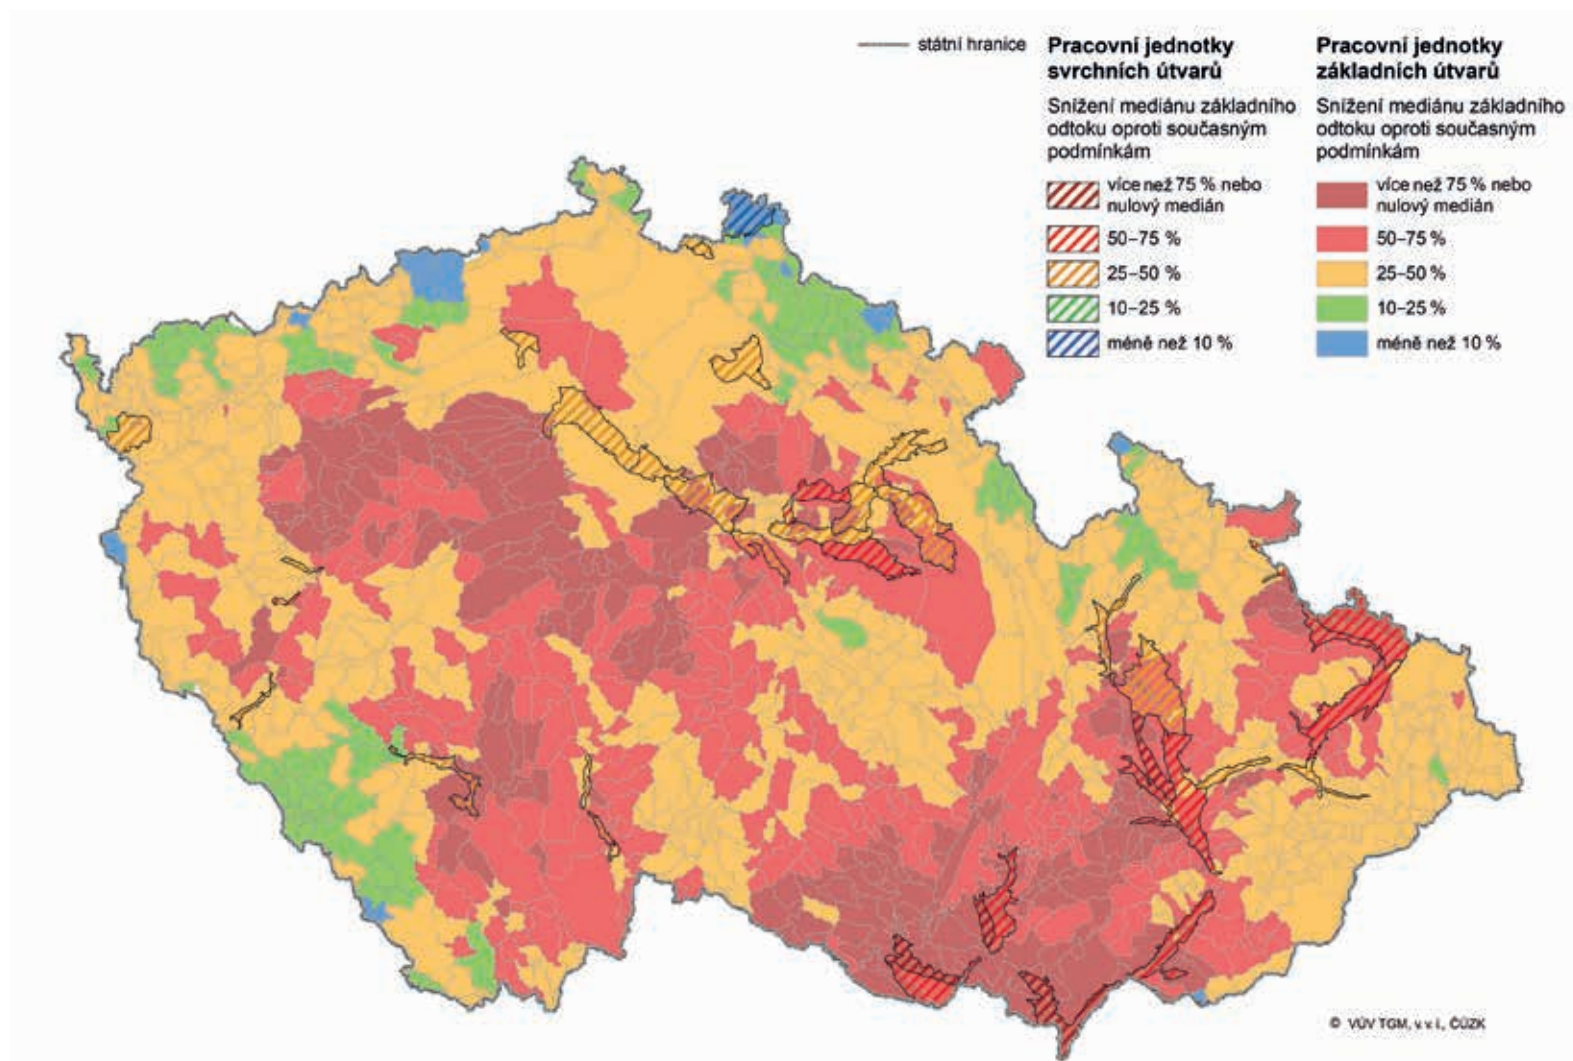 státní hranice
Pracovní jednotky
svrchních útvarů
Snížení mediánu základního
odtoku oproti současným
podmínkám
více než 75 % nebo
nulový medián
50–75 %
25–50 %
10–25 %
méně než 10 %
Pracovní jednotky
základních útvarů
Snížení mediánu základního
odtoku oproti současným
podmínkám
více než 75 % nebo
nulový medián
50–75 %
25–50 %
10–25 %
méně než 10 %
© VÚV TGM, v. v. i., ČÚZK